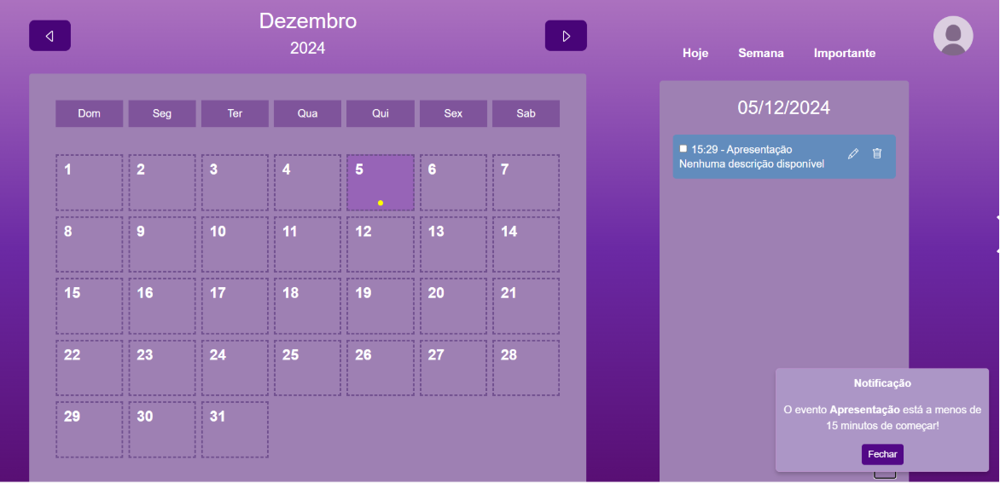 Dezembro
2024
Hoje Semana Importante
Dom Seg Ter Qua Qui Sex Sab
1 2 3 4 5 6 7
8 9 10 11 12 13 14
15 16 17 18 19 20 21
22 23 24 25 26 27 28
29 30 31
05/12/2024
15:29 - Apresentação
Nenhuma descrição disponível
Notificação
O evento Apresentação está a menos de
15 minutos de começar!
Fechar